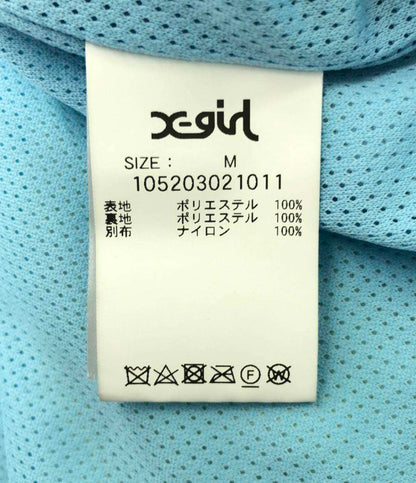 X-girl
SIZE : M
105203021011
表地 ポリエステル 100%
裏地 ポリエステル 100%
別布 ナイロン 100%
F W